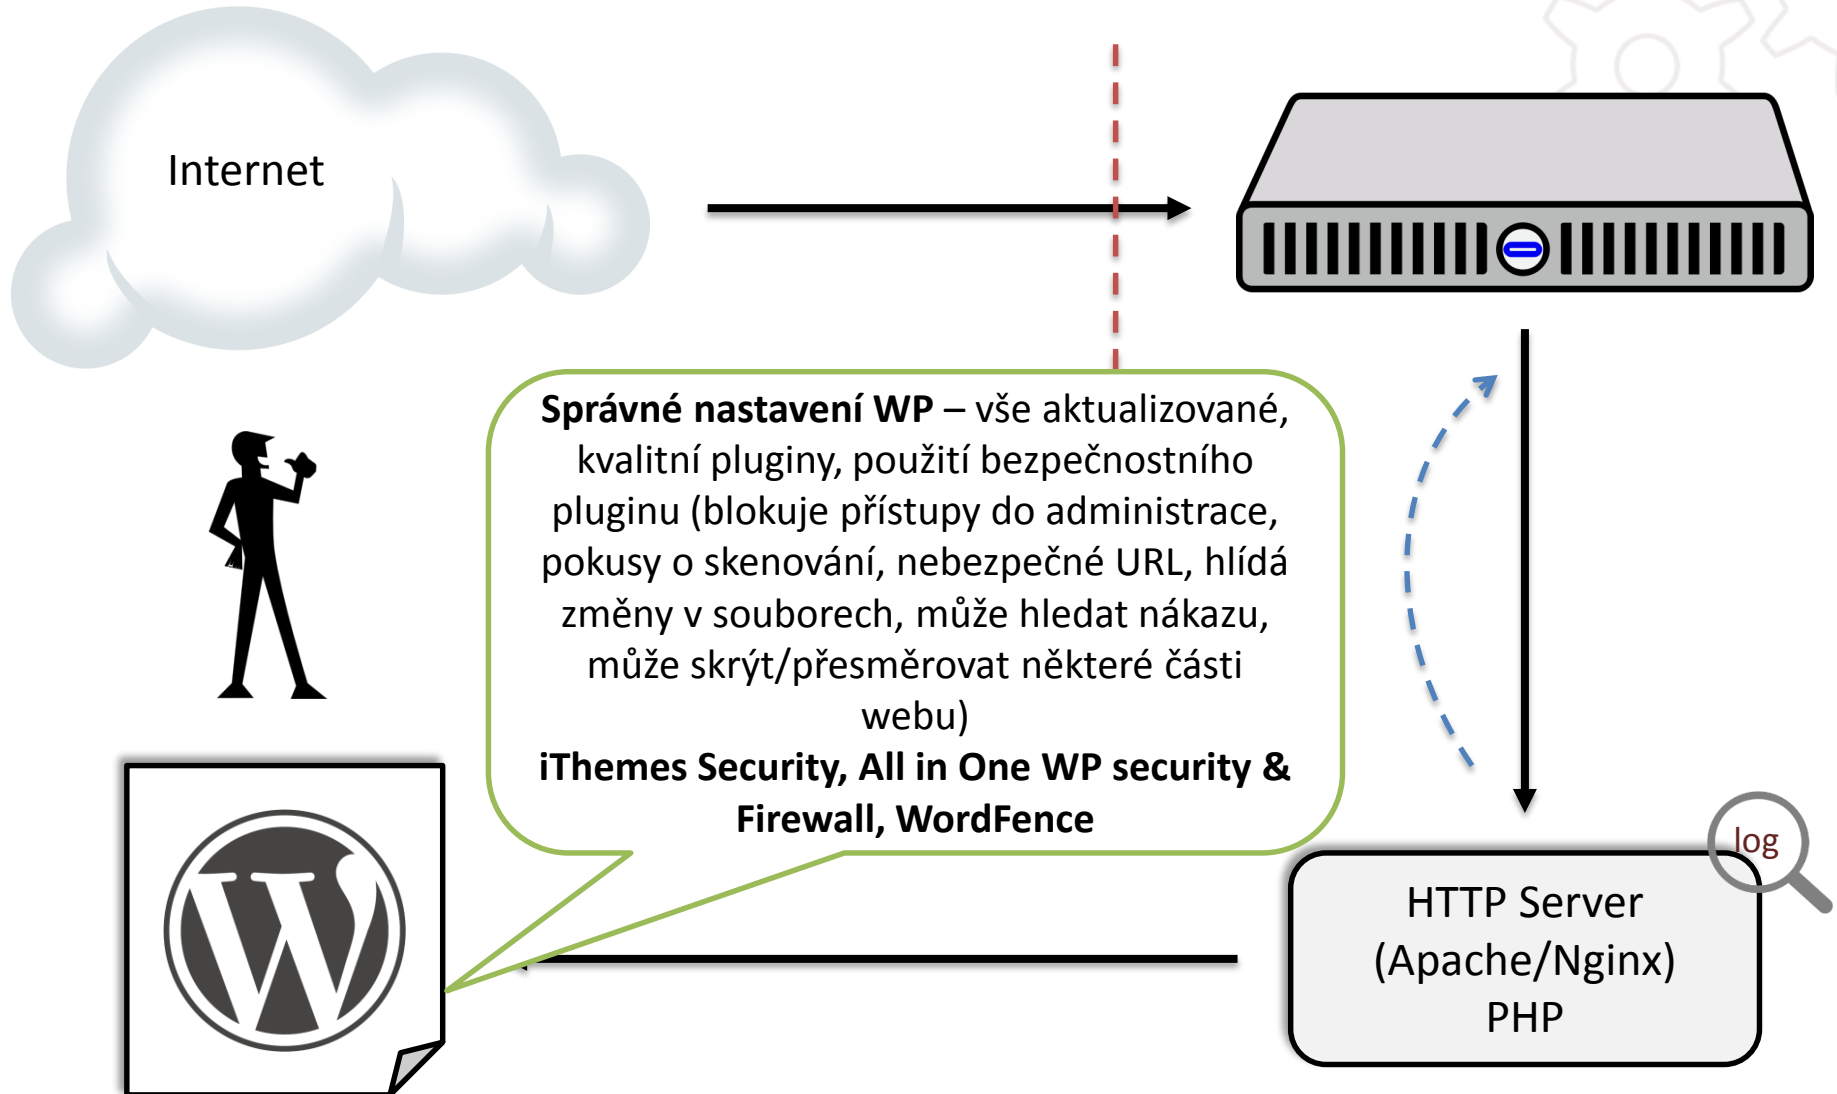 Internet
Správné nastavení WP – vše aktualizované,
kvalitní pluginy, použití bezpečnostního
pluginu (blokuje přístupy do administrace,
pokusy o skenování, nebezpečné URL, hlídá
změny v souborech, může hledat nákazu,
může skrýt/přesměrovat některé části
webu)
iThemes Security, All in One WP security &
Firewall, WordFence
log
HTTP Server
(Apache/Nginx)
PHP